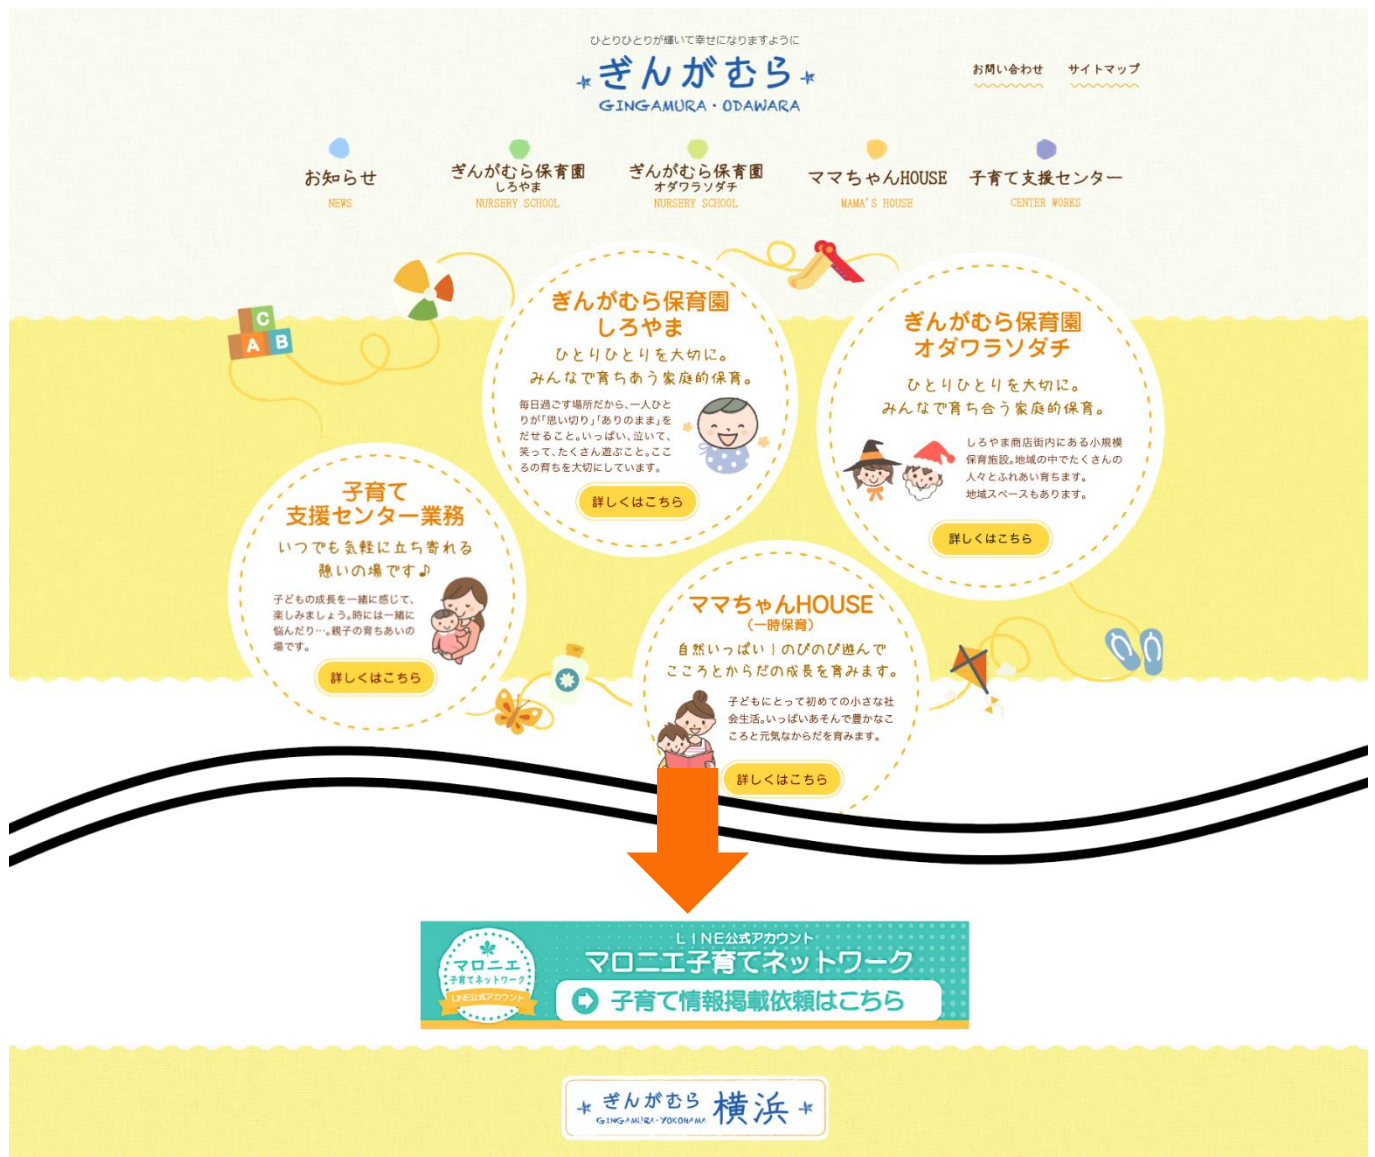 ひとりひとりが輝いて幸せになりますように
ぎんがむら
GINGAMURA・ODAWARA
お問い合わせ
サイトマップ
お知らせ
NEWS
ぎんがむら保育園
しろやま
NURSERY SCHOOL
ぎんがむら保育園
オダワラソダチ
NURSERY SCHOOL
ママちゃんHOUSE
MAMA'S HOUSE
子育て支援センター
CENTER WORKS
C
A B
ぎんがむら保育園
しろやま
ひとりひとりを大切に。
みんなで育ちあう家庭的保育。
毎日過ごす場所だから、一人ひと
りが「思い切り」「ありのまま」を
だせること。いっぱい、泣いて、
笑って、たくさん遊ぶこと。ここ
ろの育ちを大切にしています。
詳しくはこちら
ぎんがむら保育園
オダワラソダチ
ひとりひとりを大切に。
みんなで育ち合う家庭的保育。
しろやま商店街内にある小規模
保育施設。地域の中でたくさんの
人々とふれあい育ちます。
地域スペースもあります。
詳しくはこちら
子育て
支援センター業務
いつでも気軽に立ち寄れる
憩いの場です♪
子どもの成長を一緒に感じて、
楽しみましょう。時には一緒に
悩んだり…。親子の育ちあいの
場です。
詳しくはこちら
ママちゃんHOUSE
（一時保育）
自然いっぱい！のびのび遊んで
こころとからだの成長を育みます。
子どもにとって初めての小さな社
会生活。いっぱいあそんで豊かなこ
ころと元気なからだを育みます。
詳しくはこちら
マロニエ
子育てネットワーク
LINE公式アカウント
LINE公式アカウント
マロニエ子育てネットワーク
子育て情報掲載依頼はこちら
ぎんがむら 横浜
GINGAMURA・YOKOHAMA